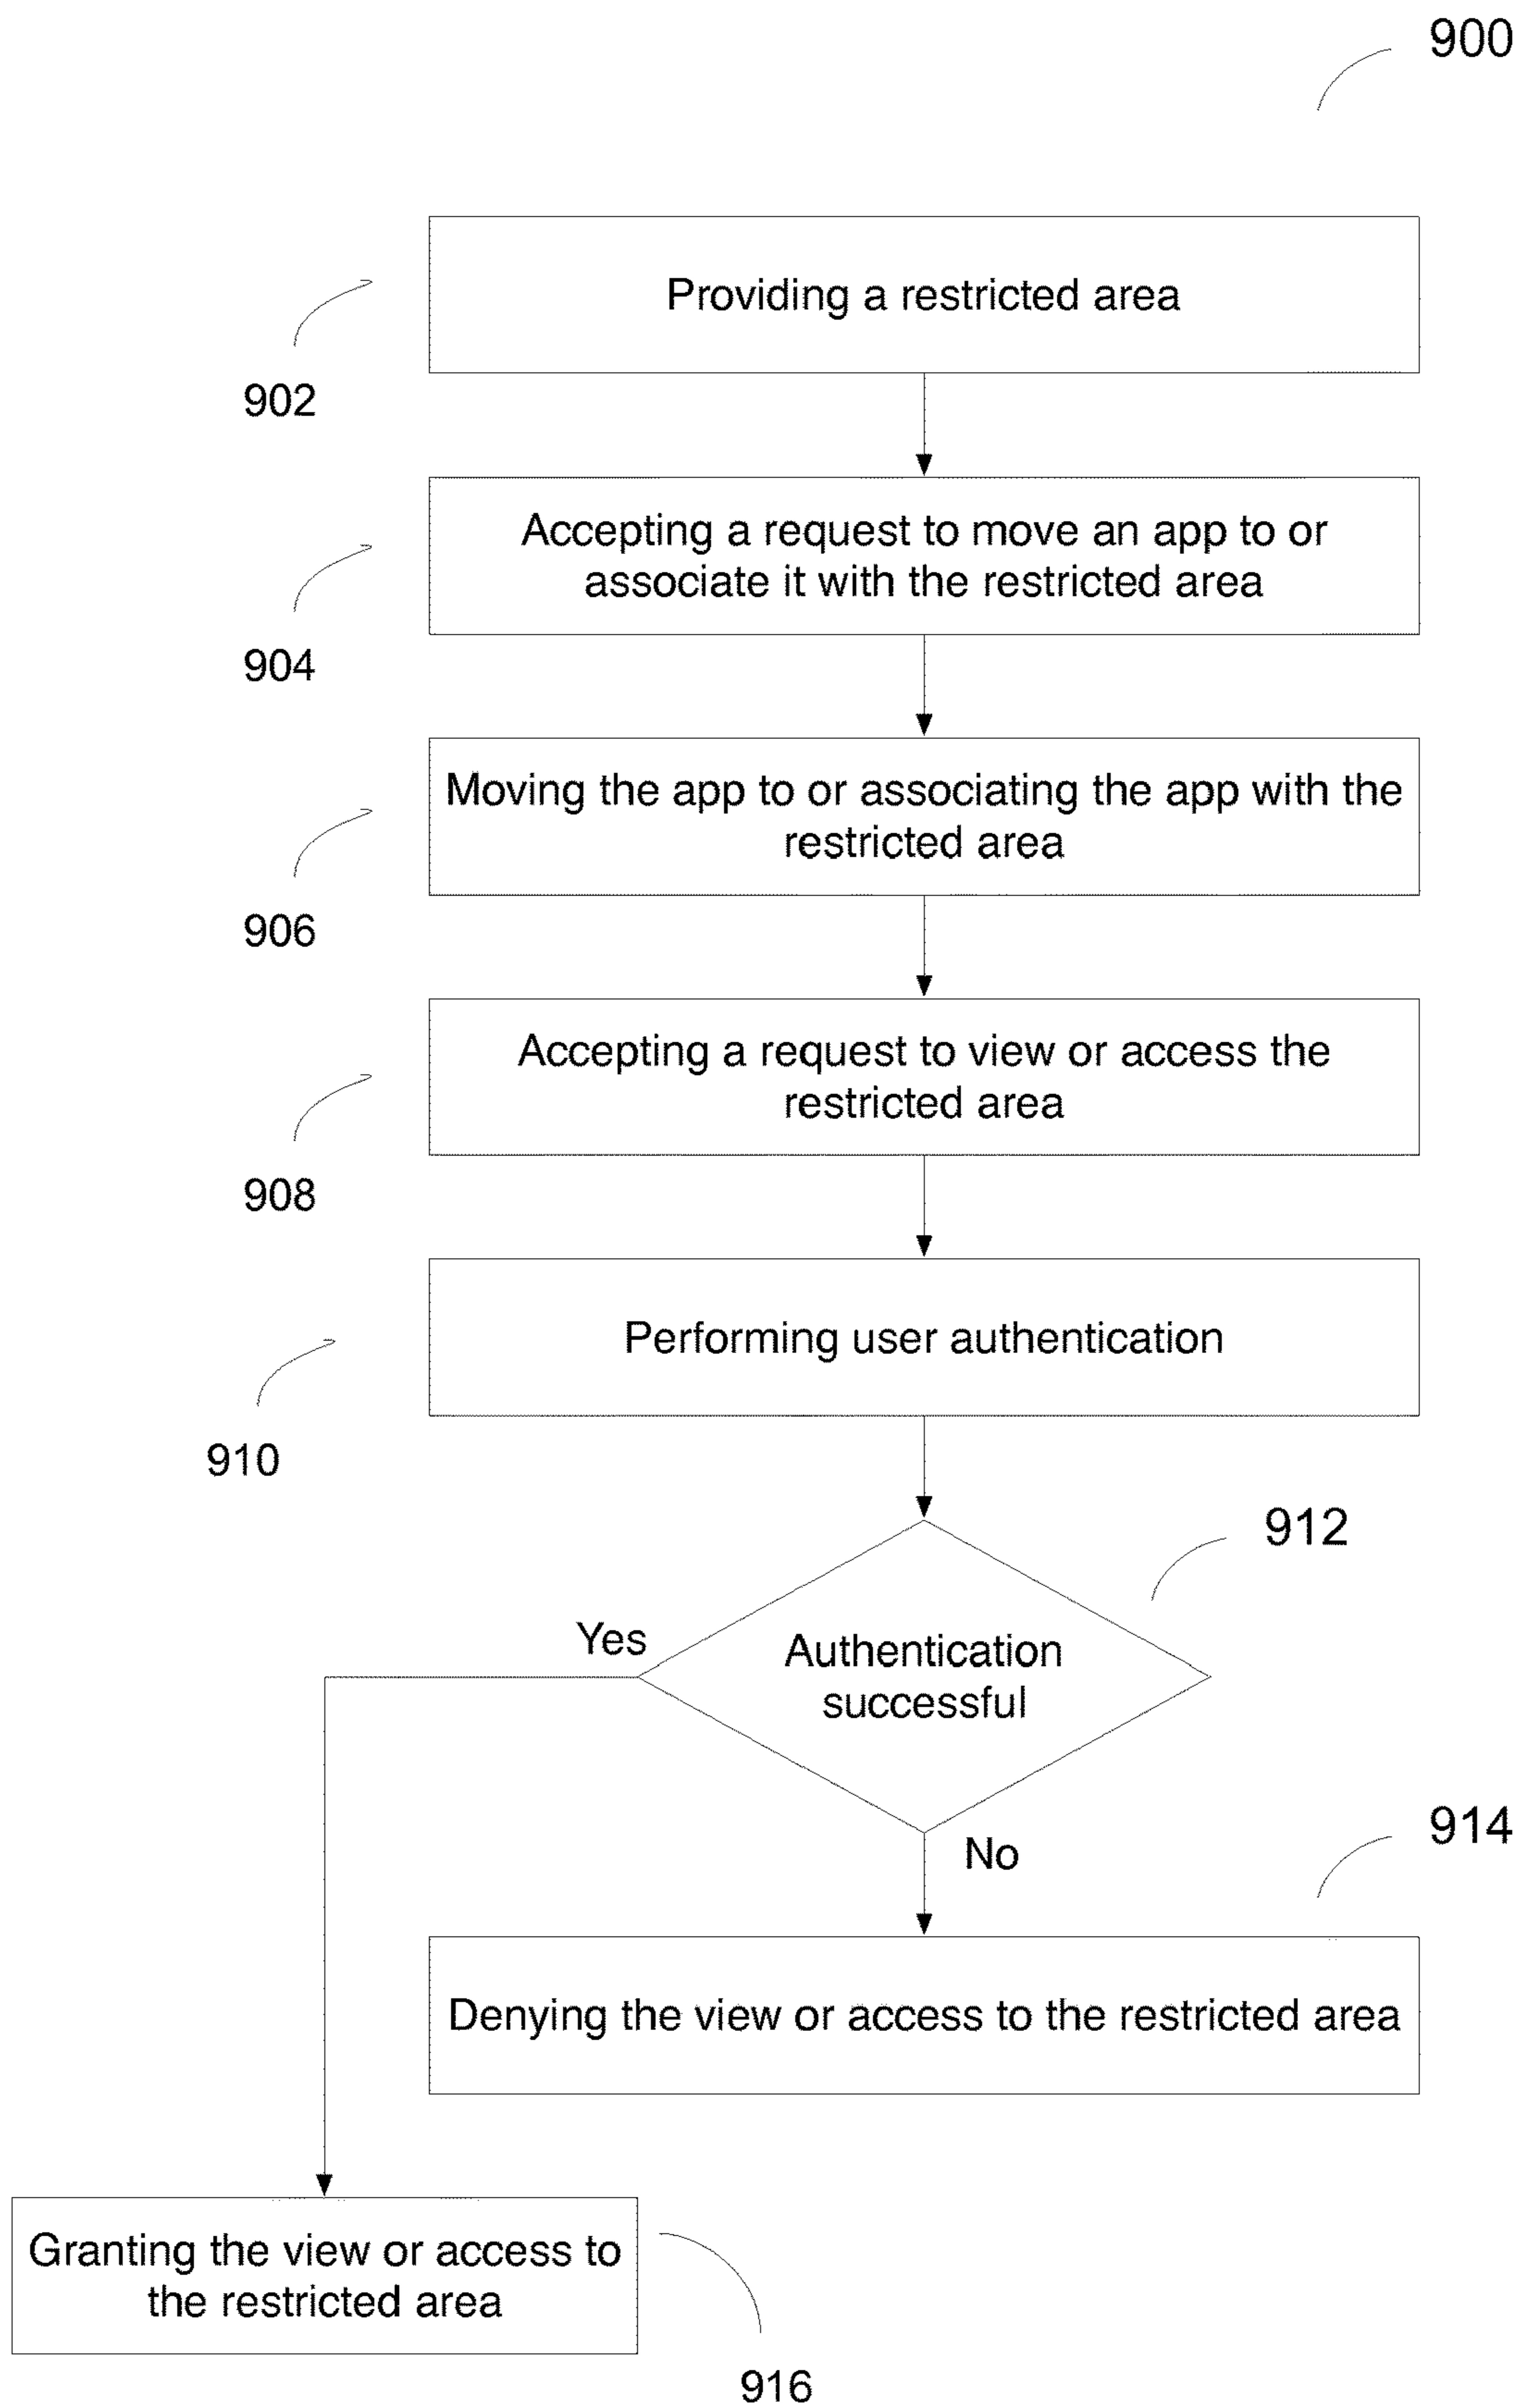 900
Providing a restricted area
902
Accepting a request to move an app to or
associate it with the restricted area
904
Moving the app to or associating the app with the
restricted area
906
Accepting a request to view or access the
restricted area
908
Performing user authentication
910
912
Yes
Authentication
successful
No
914
Denying the view or access to the restricted area
Granting the view or access to
the restricted area
916